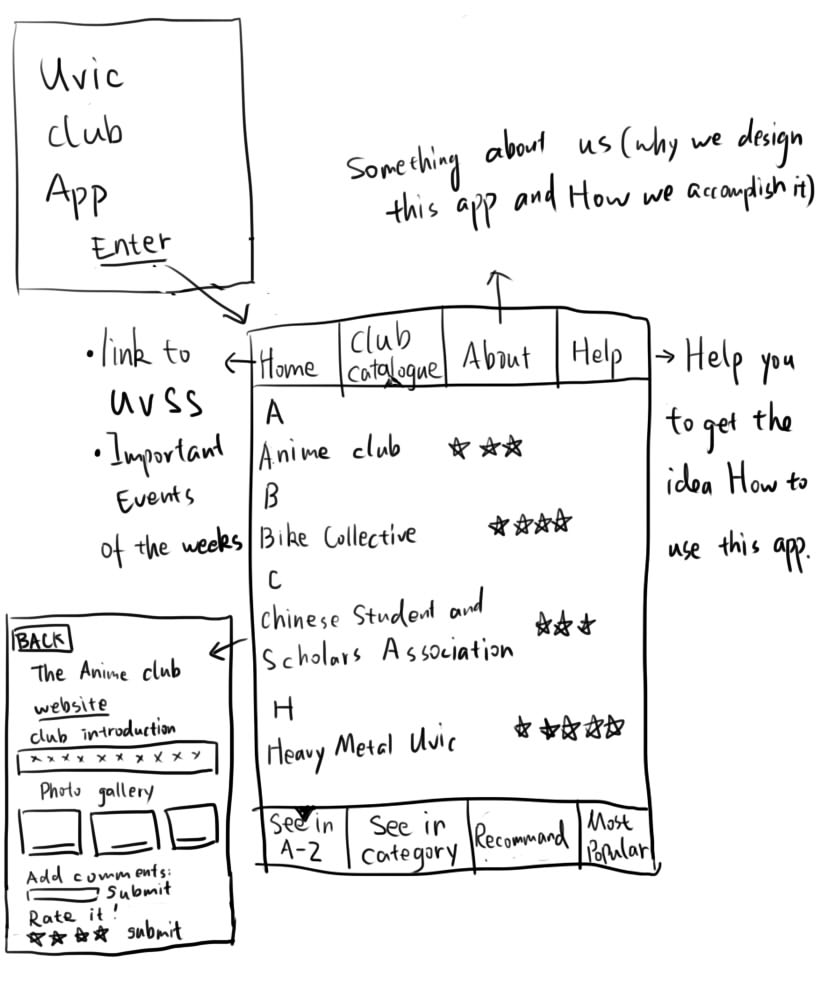 Uvic
club
App
Enter
Something about us (why we design
this app and How we accomplish it)
• link to
UVSS
• Important
Events
of the weeks
Home
Club
catalogue
About
Help
Help you
to get the
idea How to
use this app.
A
Anime club
B
Bike Collective
C
Chinese Student and
Scholars Association
H
Heavy Metal Uvic
See in
A-Z
See in
category
Recommand
Most
Popular
BACK
The Anime club
website
club introduction
x x x x x x x x x x
Photo gallery
Add comments:
Submit
Rate it!
submit